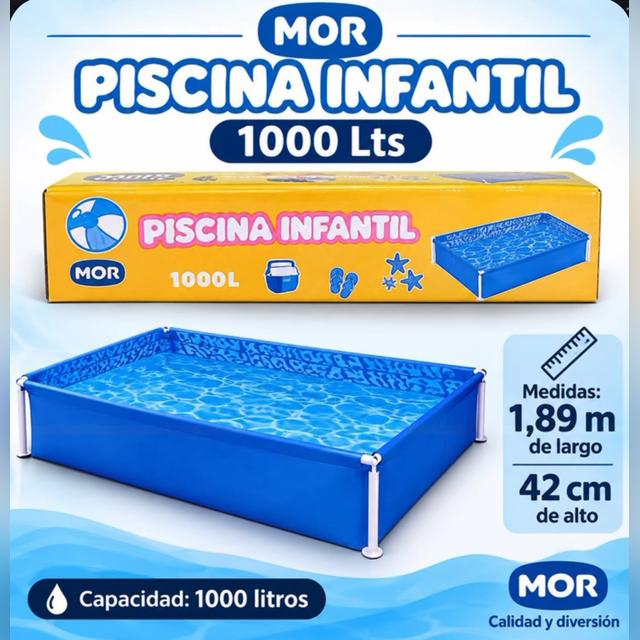 MOR
PISCINA INFANTIL
1000 Lts
PISCINA INFANTIL
MOR
1000L
Medidas:
1,89 m
de largo
42 cm
de alto
Capacidad: 1000 litros
MOR
Calidad y diversión